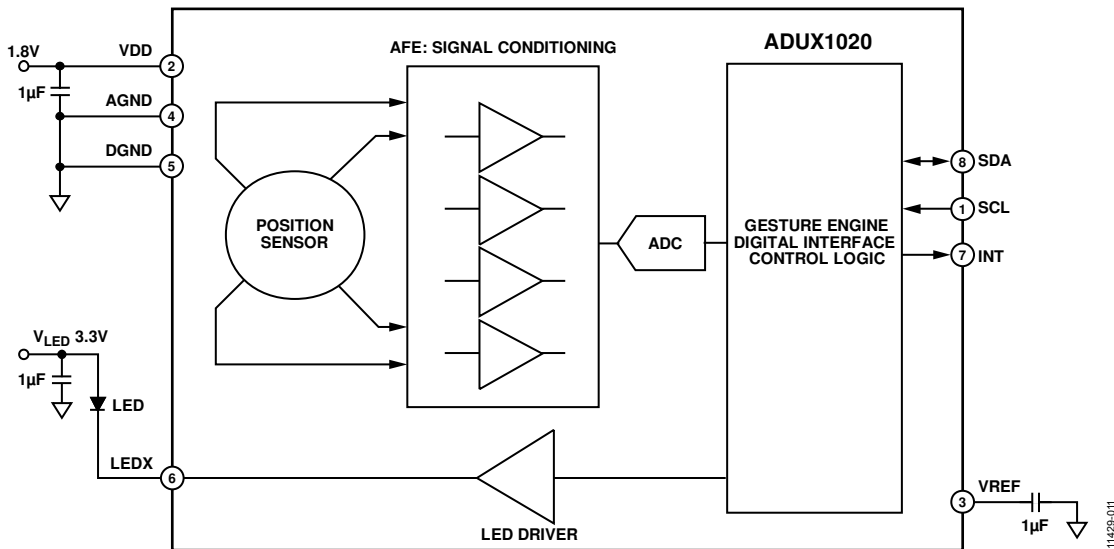 ADUX1020
AFE: SIGNAL CONDITIONING
1.8V
VDD
2
1µF
AGND
4
DGND
5
POSITION
SENSOR
ADC
GESTURE ENGINE
DIGITAL INTERFACE
CONTROL LOGIC
8 SDA
1 SCL
7 INT
VLED 3.3V
1µF
LED
LEDX
6
LED DRIVER
3 VREF
1µF
11429-011